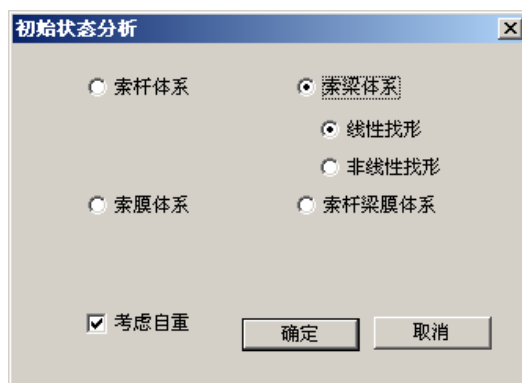 初始状态分析
索杆体系 索梁体系
线性找形
非线性找形
索膜体系 索杆梁膜体系
考虑自重 确定 取消